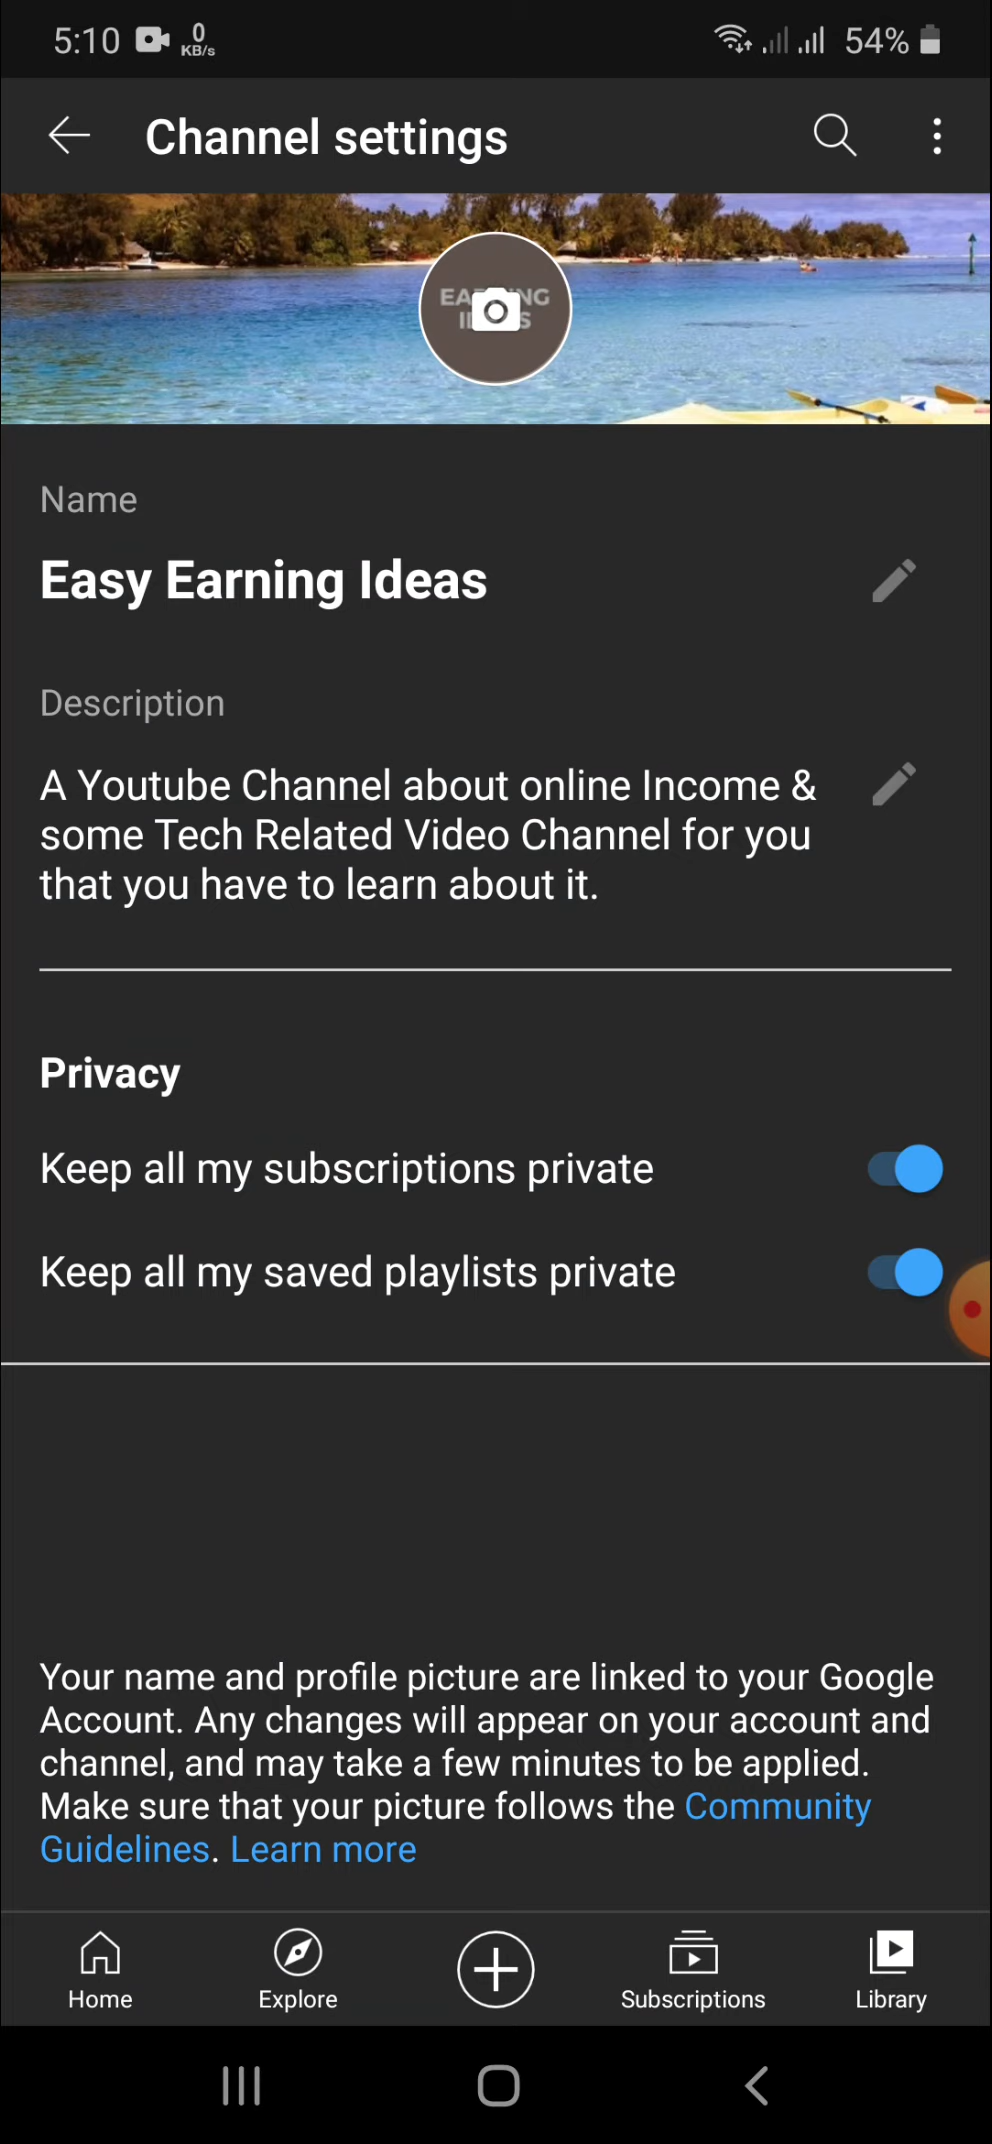 5:10 0 KB/s 54%
Channel settings
Name
Easy Earning Ideas
Description
A Youtube Channel about online Income &
some Tech Related Video Channel for you
that you have to learn about it.
Privacy
Keep all my subscriptions private
Keep all my saved playlists private
Your name and profile picture are linked to your Google
Account. Any changes will appear on your account and
channel, and may take a few minutes to be applied.
Make sure that your picture follows the Community
Guidelines. Learn more
Home Explore Subscriptions Library